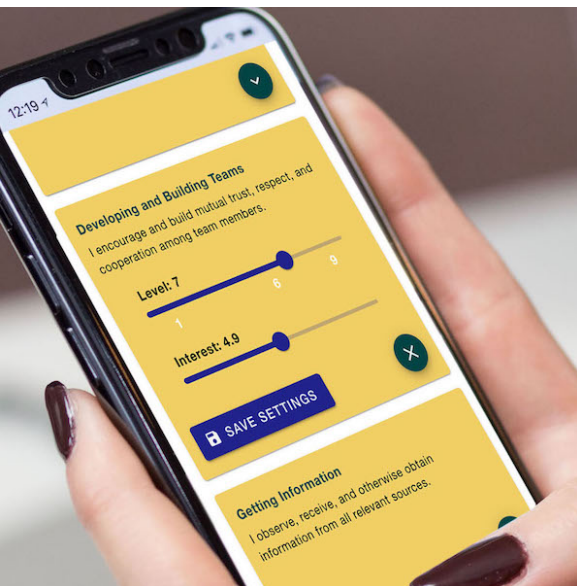 12:19
Developing and Building Teams
I encourage and build mutual trust, respect, and
cooperation among team members.
Level: 7
1 6 9
Interest: 4.9
SAVE SETTINGS
Getting Information
I observe, receive, and otherwise obtain
information from all relevant sources.